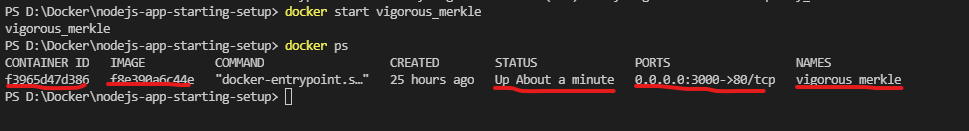 PS D:\Docker\nodejs-app-starting-setup> docker start vigorous_merkle
vigorous_merkle
PS D:\Docker\nodejs-app-starting-setup> docker ps
CONTAINER ID IMAGE COMMAND CREATED STATUS PORTS NAMES
f3965d47d386 f8e390a6c44e "docker-entrypoint.s…" 25 hours ago Up About a minute 0.0.0.0:3000->80/tcp vigorous_merkle
PS D:\Docker\nodejs-app-starting-setup>